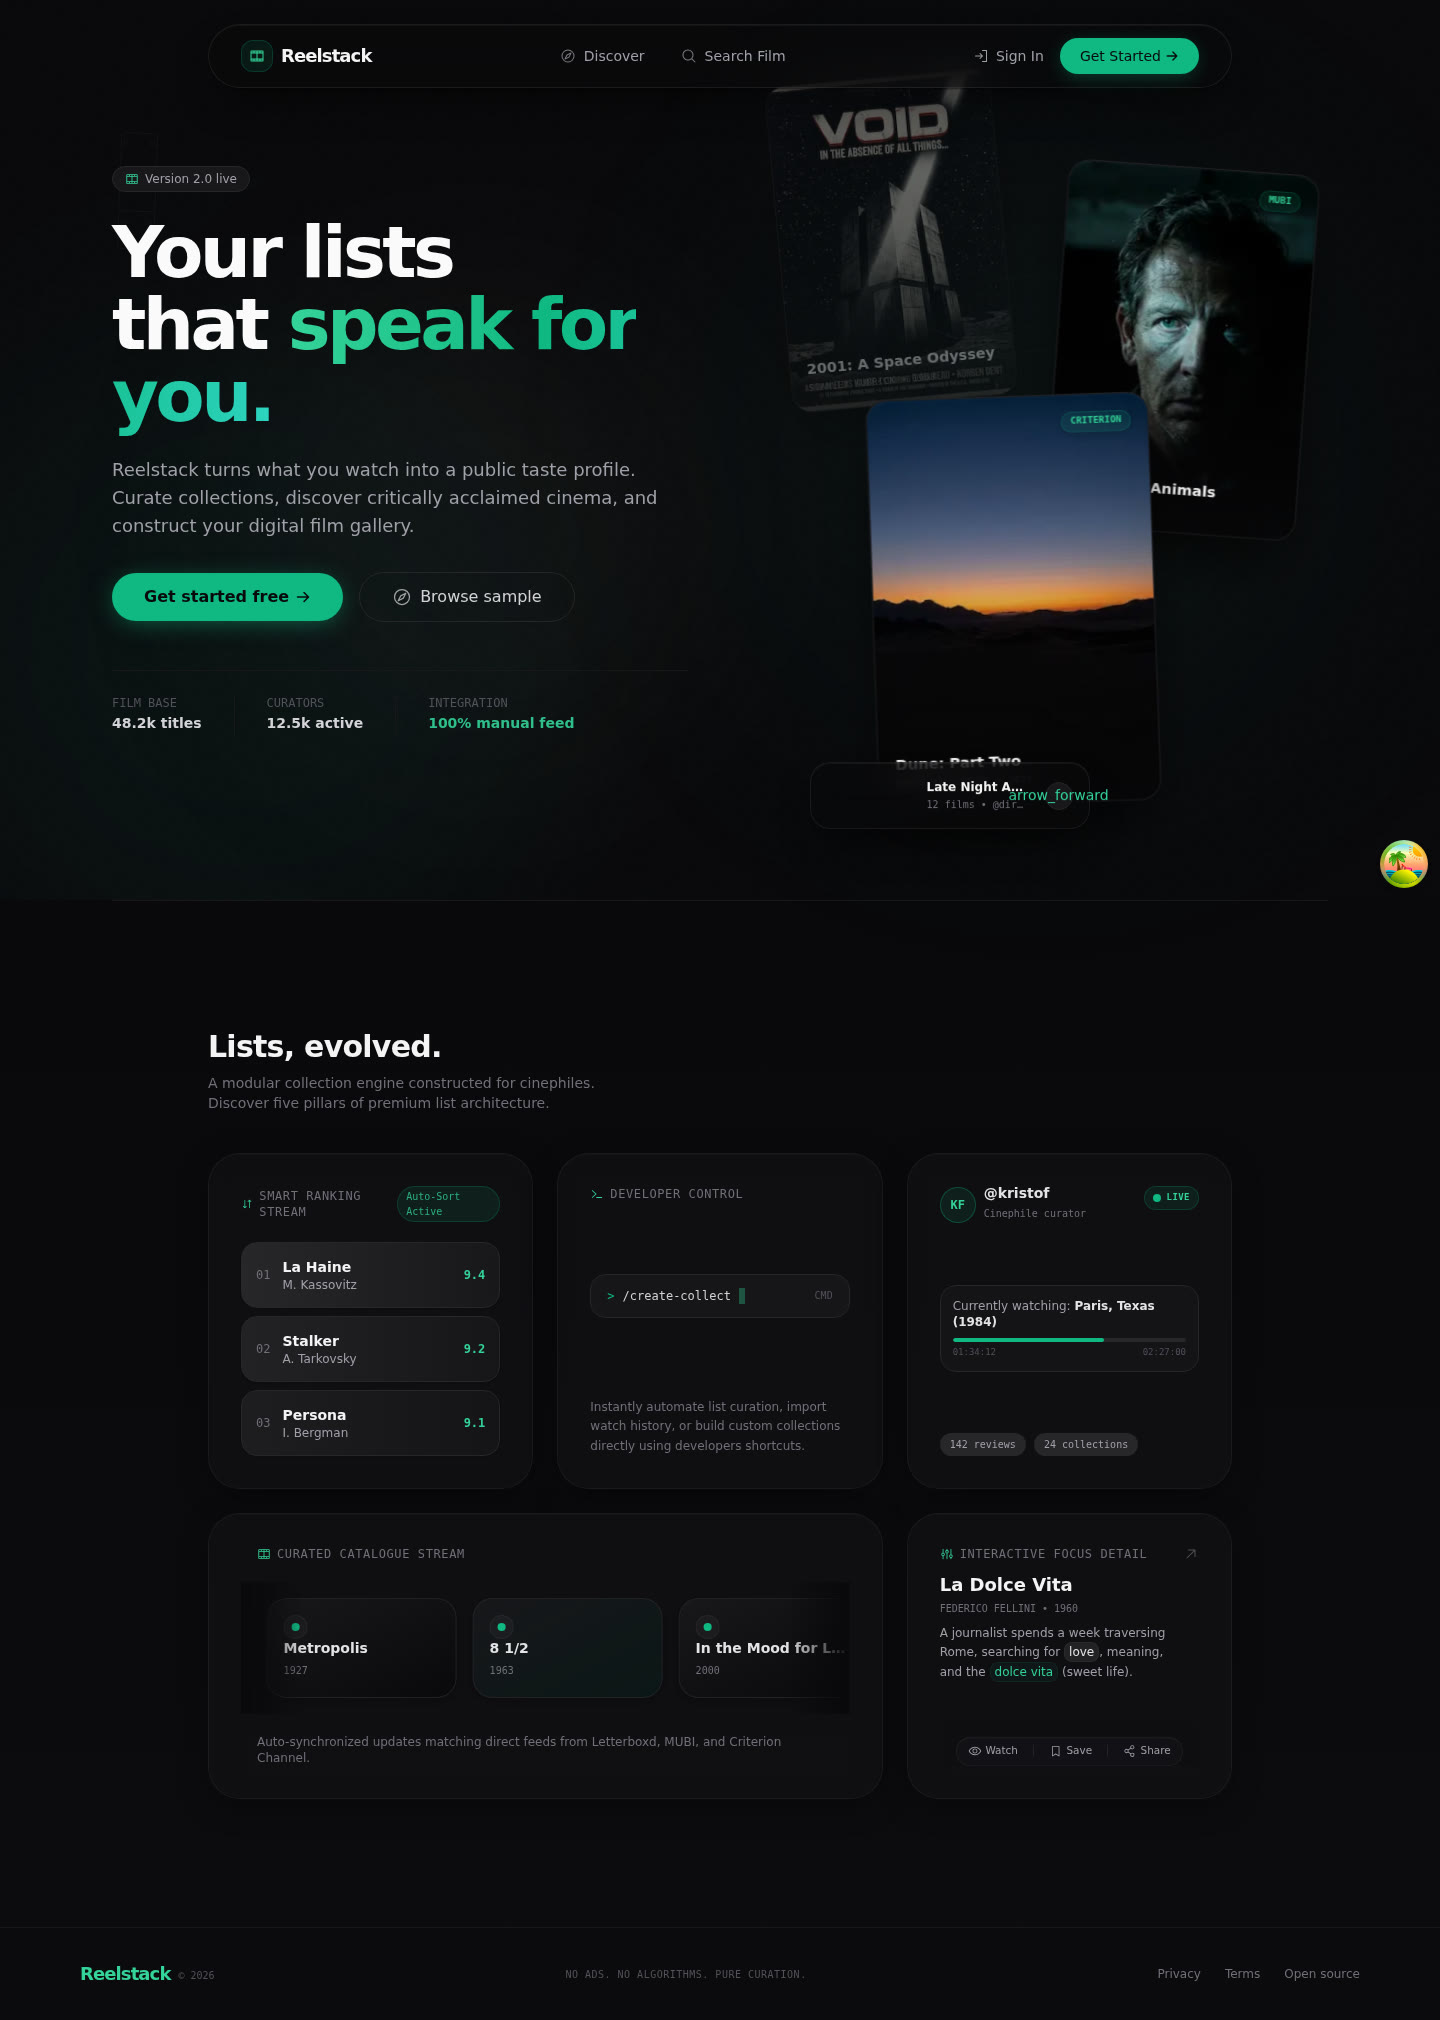 Reelstack
Discover
Search Film
Sign In
Get Started →
Version 2.0 live
Your lists
that speak for
you.
Reelstack turns what you watch into a public taste profile.
Curate collections, discover critically acclaimed cinema, and
construct your digital film gallery.
Get started free →
Browse sample
FILM BASE
48.2k titles
CURATORS
12.5k active
INTEGRATION
100% manual feed
VOID
IN THE ABSENCE OF ALL THINGS...
2001: A Space Odyssey
MUBI
Animals
CRITERION
Dune: Part Two
Late Night A...
12 films • @dir…
arrow_forward
Lists, evolved.
A modular collection engine constructed for cinephiles.
Discover five pillars of premium list architecture.
SMART RANKING
STREAM
Auto-Sort
Active
01
La Haine
M. Kassovitz
9.4
02
Stalker
A. Tarkovsky
9.2
03
Persona
I. Bergman
9.1
DEVELOPER CONTROL
> /create-collect
CMD
Instantly automate list curation, import
watch history, or build custom collections
directly using developers shortcuts.
KF
@kristof
Cinephile curator
LIVE
Currently watching: Paris, Texas
(1984)
01:34:12
02:27:00
142 reviews
24 collections
CURATED CATALOGUE STREAM
Metropolis
1927
8 1/2
1963
In the Mood for L...
2000
Auto-synchronized updates matching direct feeds from Letterboxd, MUBI, and Criterion
Channel.
INTERACTIVE FOCUS DETAIL
La Dolce Vita
FEDERICO FELLINI • 1960
A journalist spends a week traversing
Rome, searching for love, meaning,
and the dolce vita (sweet life).
Watch
Save
Share
Reelstack © 2026
NO ADS. NO ALGORITHMS. PURE CURATION.
Privacy
Terms
Open source